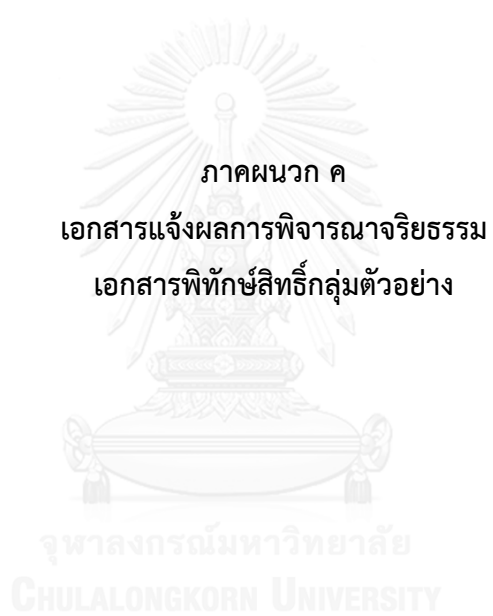 ภาคผนวก ค
เอกสารแจ้งผลการพิจารณาจริยธรรม
เอกสารพิทักษ์สิทธิ์กลุ่มตัวอย่าง
จุฬาลงกรณ์มหาวิทยาลัย
CHULALONGKORN UNIVERSITY